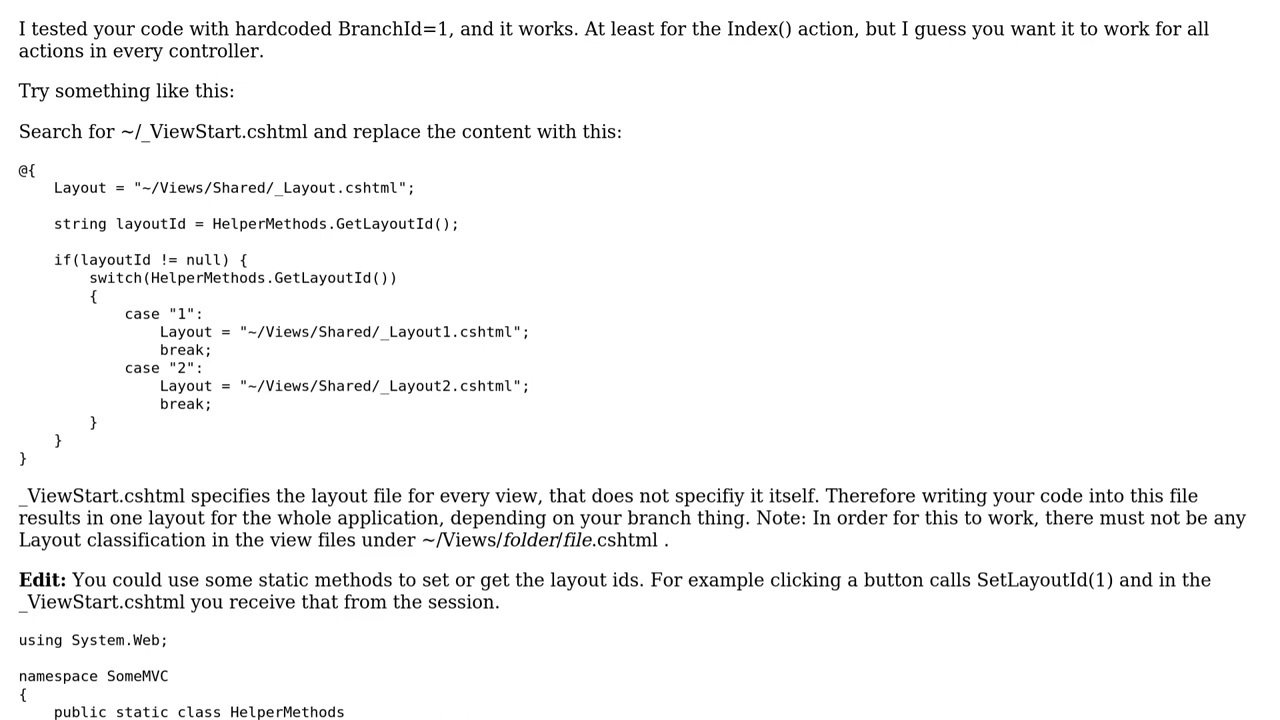 I tested your code with hardcoded BranchId=1, and it works. At least for the Index() action, but I guess you want it to work for all
actions in every controller.
Try something like this:
Search for ~/_ViewStart.cshtml and replace the content with this:
@{
    Layout = "~/Views/Shared/_Layout.cshtml";
    string layoutId = HelperMethods.GetLayoutId();
    if(layoutId != null) {
        switch(HelperMethods.GetLayoutId())
        {
            case "1":
                Layout = "~/Views/Shared/_Layout1.cshtml";
                break;
            case "2":
                Layout = "~/Views/Shared/_Layout2.cshtml";
                break;
        }
    }
}
_ViewStart.cshtml specifies the layout file for every view, that does not specifiy it itself. Therefore writing your code into this file
results in one layout for the whole application, depending on your branch thing. Note: In order for this to work, there must not be any
Layout classification in the view files under ~/Views/folder/file.cshtml .
Edit: You could use some static methods to set or get the layout ids. For example clicking a button calls SetLayoutId(1) and in the
_ViewStart.cshtml you receive that from the session.
using System.Web;
namespace SomeMVC
{
    public static class HelperMethods